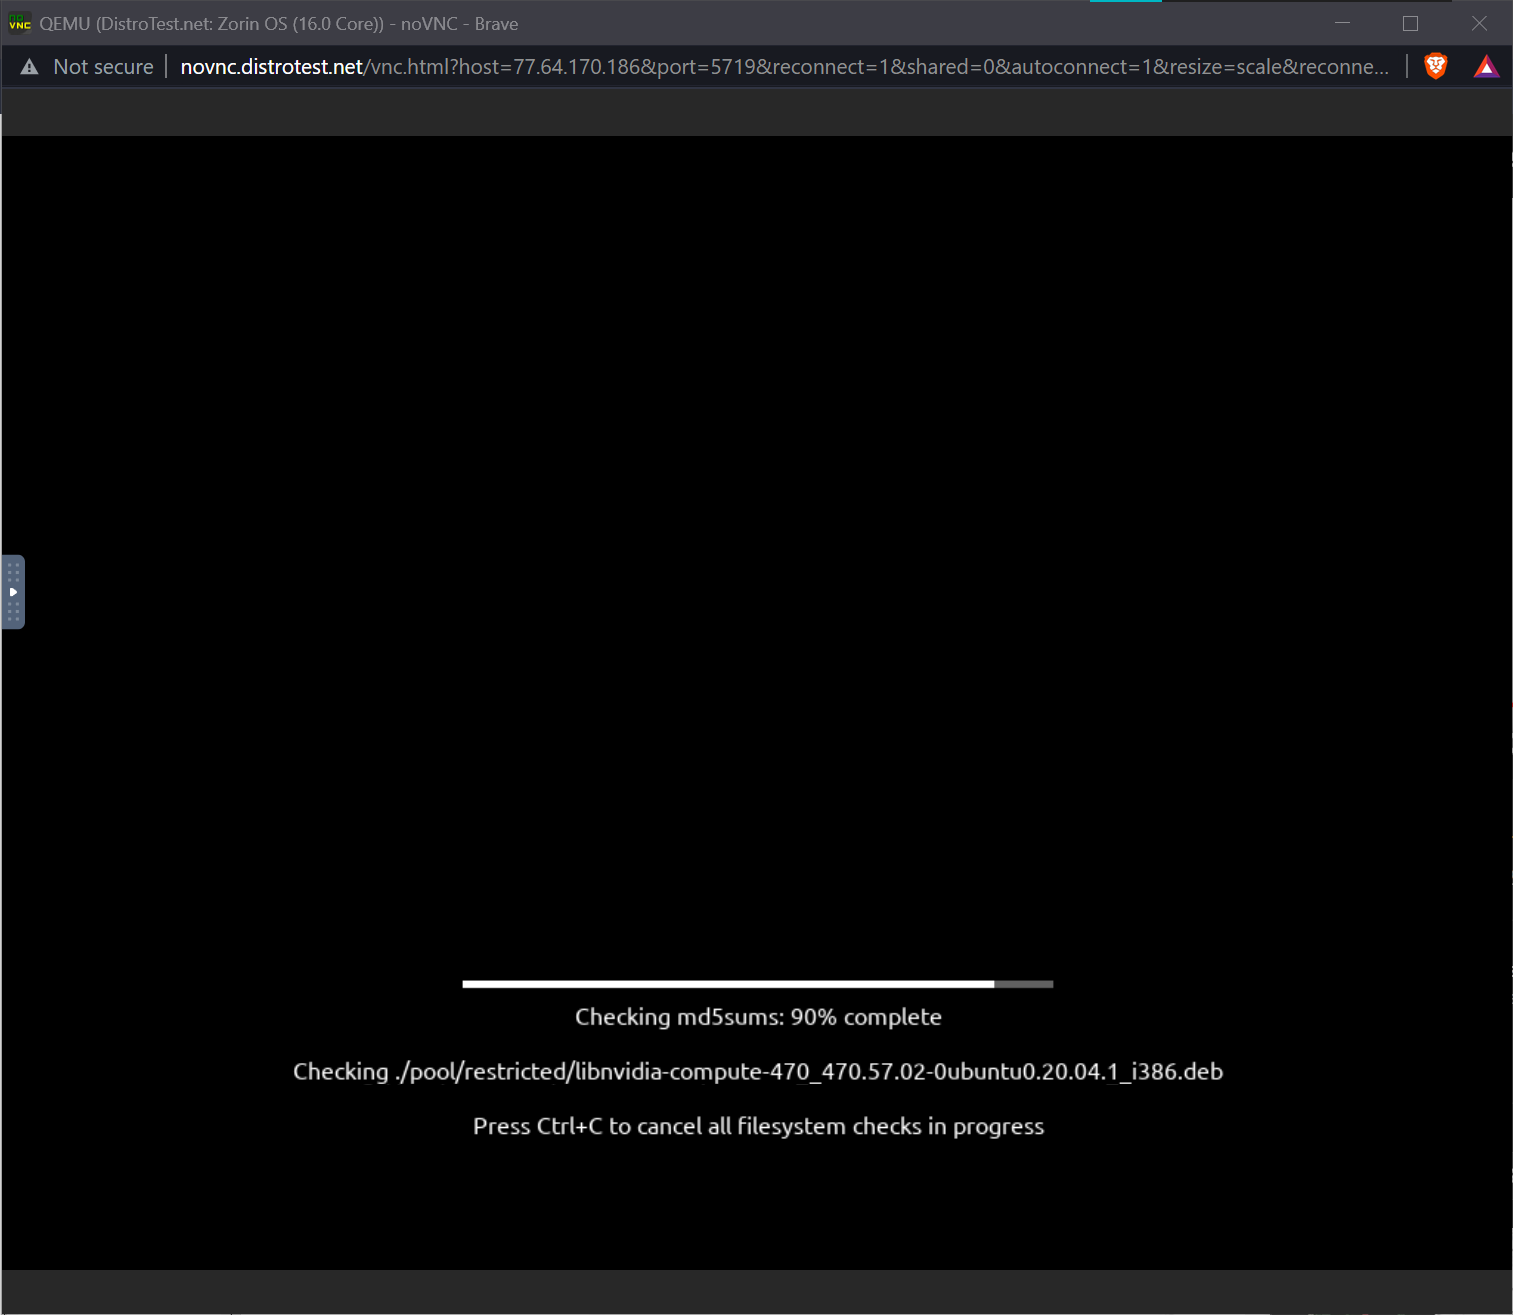 QEMU (DistroTest.net: Zorin OS (16.0 Core)) - noVNC - Brave
Not secure novnc.distrotest.net/vnc.html?host=77.64.170.186&port=5719&reconnect=1&shared=0&autoconnect=1&resize=scale&reconne...
Checking md5sums: 90% complete
Checking ./pool/restricted/libnvidia-compute-470_470.57.02-0ubuntu0.20.04.1_i386.deb
Press Ctrl+C to cancel all filesystem checks in progress